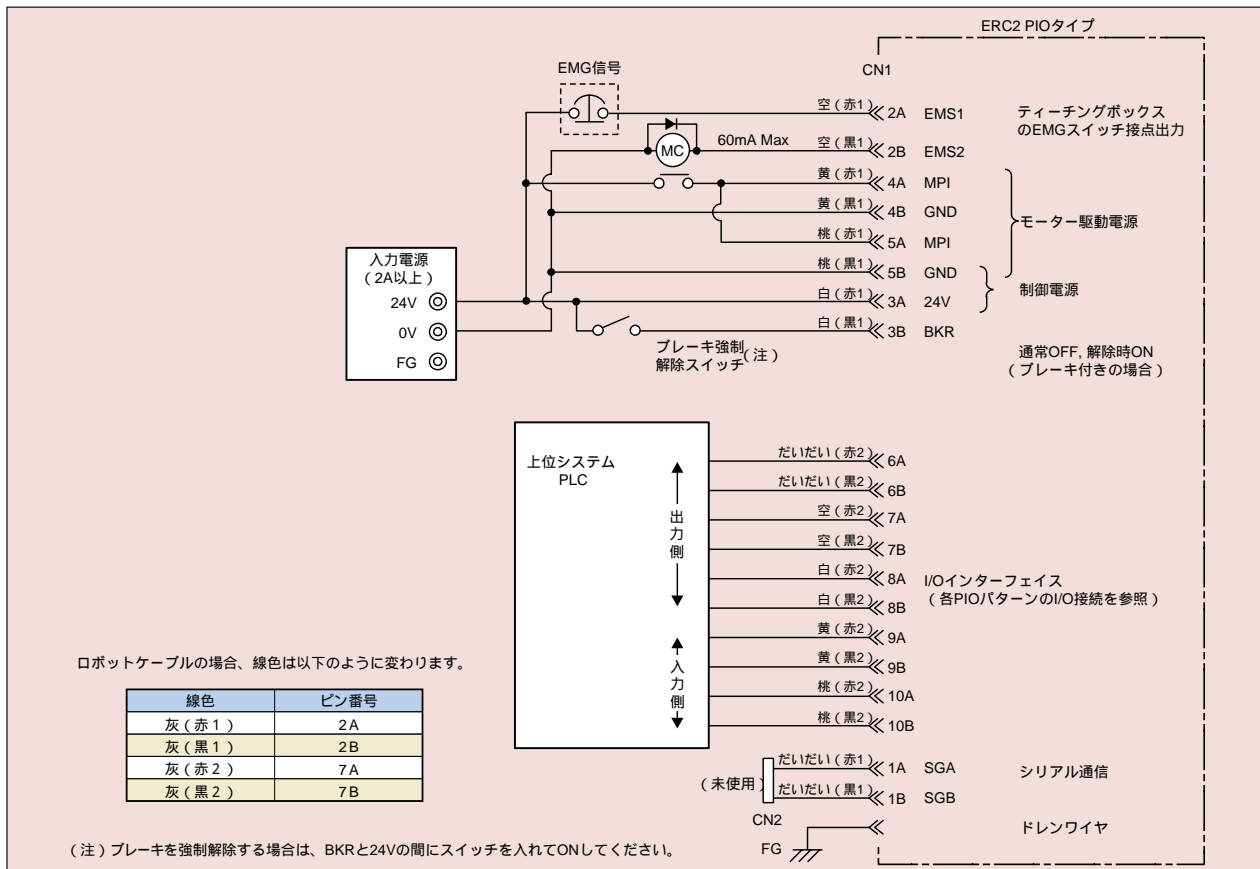 ERC2 PIOタイプ
CN1
EMG信号
空（赤1） 2A EMS1
ティーチングボックス
のEMGスイッチ接点出力
MC 60mA Max 空（黒1） 2B EMS2
黄（赤1） 4A MPI
黄（黒1） 4B GND
モーター駆動電源
桃（赤1） 5A MPI
桃（黒1） 5B GND
制御電源
白（赤1） 3A 24V
白（黒1） 3B BKR
入力電源
（2A以上）
24V
0V
FG
ブレーキ強制
解除スイッチ
（注）
通常OFF, 解除時ON
（ブレーキ付きの場合）
上位システム
PLC
出力側
入力側
だいだい（赤2） 6A
だいだい（黒2） 6B
空（赤2） 7A
空（黒2） 7B
白（赤2） 8A
白（黒2） 8B
黄（赤2） 9A
黄（黒2） 9B
桃（赤2） 10A
桃（黒2） 10B
I/Oインターフェイス
（各PIOパターンのI/O接続を参照）
ロボットケーブルの場合、線色は以下のように変わります。
線色 ピン番号
灰（赤1） 2A
灰（黒1） 2B
灰（赤2） 7A
灰（黒2） 7B
（未使用）
だいだい（赤1） 1A SGA
だいだい（黒1） 1B SGB
シリアル通信
CN2
FG
ドレンワイヤ
（注）ブレーキを強制解除する場合は、BKRと24Vの間にスイッチを入れてONしてください。